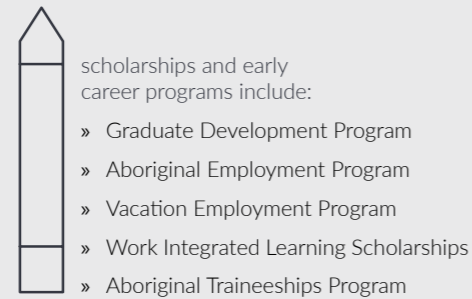 scholarships and early
career programs include:
» Graduate Development Program
» Aboriginal Employment Program
» Vacation Employment Program
» Work Integrated Learning Scholarships
» Aboriginal Traineeships Program